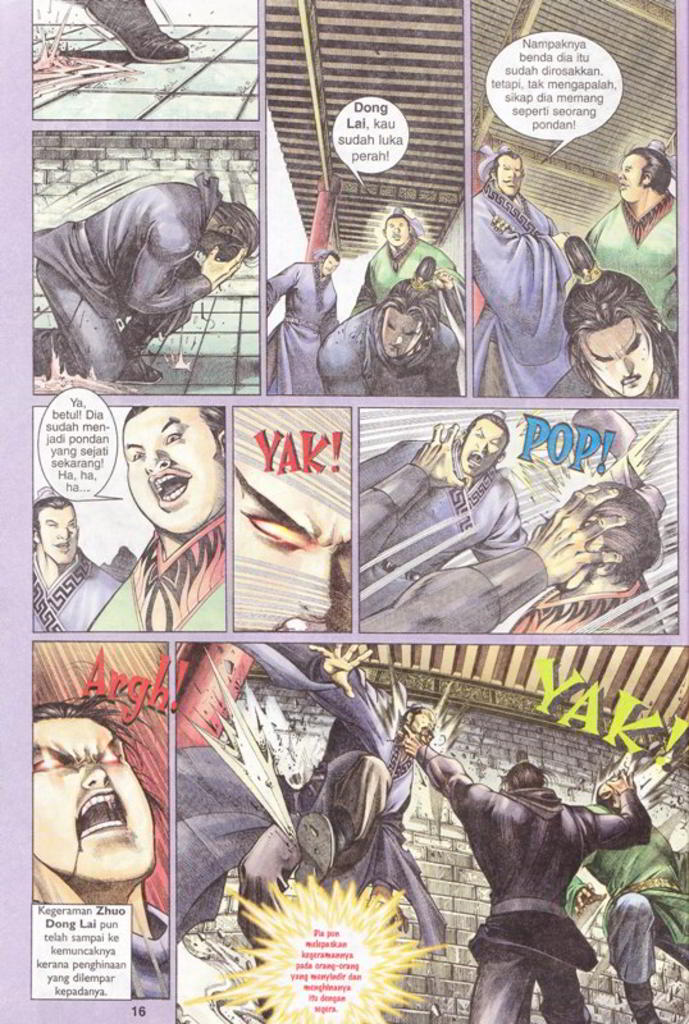 Dong
Lai, kau
sudah luka
perah!
Nampaknya
benda dia itu
sudah dirosakkan.
tetapi, tak mengapalah,
sikap dia memang
seperti seorang
pondan!
Ya,
betul! Dia
sudah men-
jadi pondan
yang sejati
sekarang!
Ha, ha,
ha...
YAK!
POP!
Argh!
Kegeraman Zhuo
Dong Lai pun
telah sampai ke
kemuncaknya
kerana penghinaan
yang dilempar
kepadanya.
YAK!
Dia pun
melepaskan
kegeramannya
pada orang-orang
yang menyindir dan
menghinanya
itu dengan
segera.
16